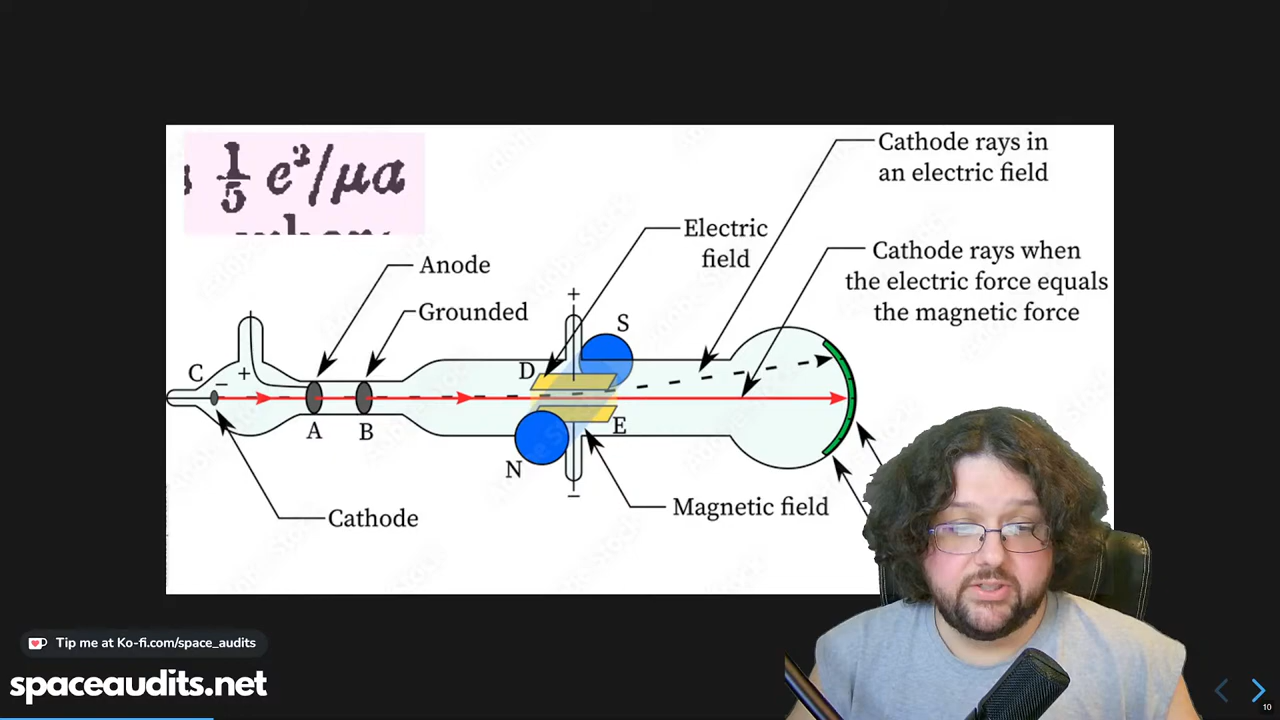 1/5 e²/μa
Cathode rays in
an electric field
Electric
field
Cathode rays when
the electric force equals
the magnetic force
Anode
Grounded
+
S
C
−
+
D
A
B
E
N
−
Magnetic field
Cathode
Tip me at Ko-fi.com/space_audits
spaceaudits.net
10